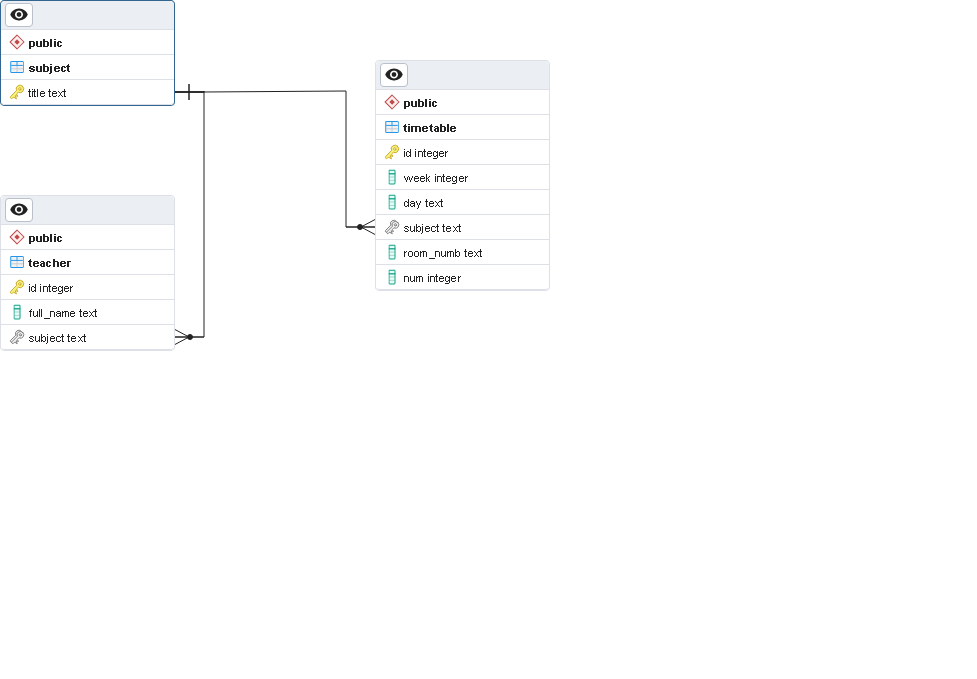 public
subject
title text
public
teacher
id integer
full_name text
subject text
public
timetable
id integer
week integer
day text
subject text
room_numb text
num integer